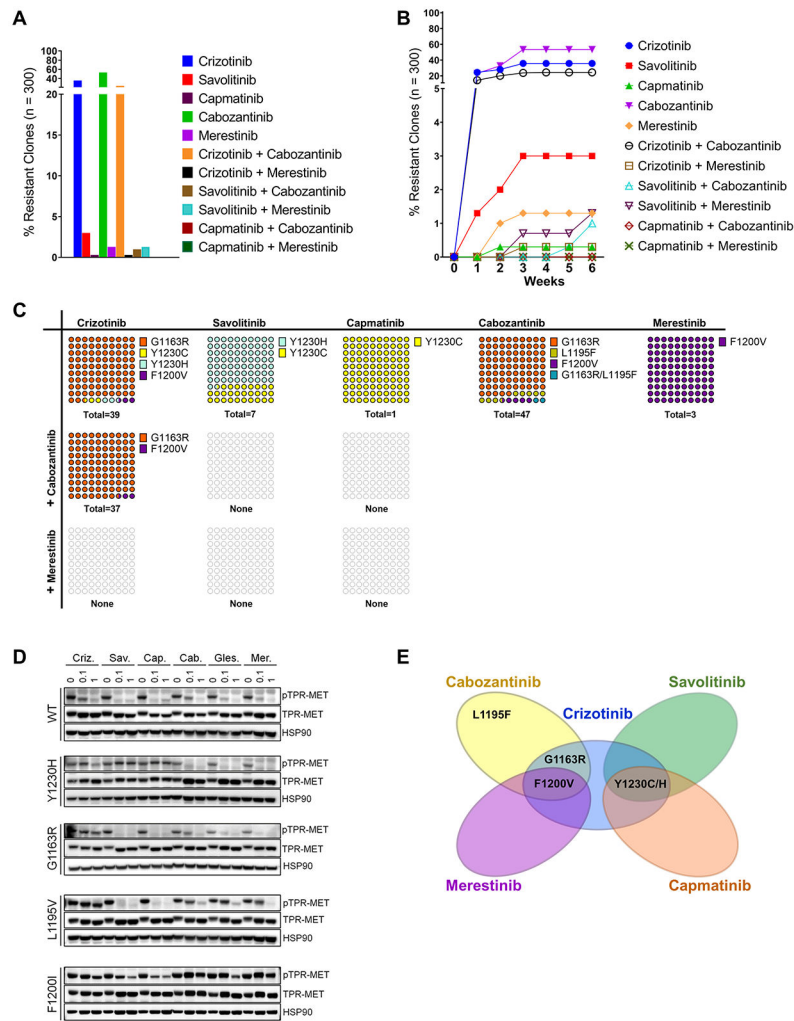 A
% Resistant Clones (n = 300)
100
80
60
40
20
20
15
10
5
0
Crizotinib
Savolitinib
Capmatinib
Cabozantinib
Merestinib
Crizotinib + Cabozantinib
Crizotinib + Merestinib
Savolitinib + Cabozantinib
Savolitinib + Merestinib
Capmatinib + Cabozantinib
Capmatinib + Merestinib
B
% Resistant Clones (n = 300)
100
80
60
40
20
5
3
2
1
0
0 1 2 3 4 5 6
Weeks
Crizotinib
Savolitinib
Capmatinib
Cabozantinib
Merestinib
Crizotinib + Cabozantinib
Crizotinib + Merestinib
Savolitinib + Cabozantinib
Savolitinib + Merestinib
Capmatinib + Cabozantinib
Capmatinib + Merestinib
C
Crizotinib Savolitinib Capmatinib Cabozantinib Merestinib
G1163R
Y1230C
Y1230H
F1200V
Total=39
Y1230H
Y1230C
Total=7
Y1230C
Total=1
G1163R
L1195F
F1200V
G1163R/L1195F
Total=47
F1200V
Total=3
+ Cabozantinib
G1163R
F1200V
Total=37
None
None
+ Merestinib
None
None
None
D
Criz. Sav. Cap. Cab. Gles. Mer.
0 0.1 1 0 0.1 1 0 0.1 1 0 0.1 1 0 0.1 1 0 0.1 1
WT
pTPR-MET
TPR-MET
HSP90
Y1230H
pTPR-MET
TPR-MET
HSP90
G1163R
pTPR-MET
TPR-MET
HSP90
L1195V
pTPR-MET
TPR-MET
HSP90
F1200I
pTPR-MET
TPR-MET
HSP90
E
Cabozantinib
Savolitinib
Crizotinib
L1195F
G1163R
F1200V
Y1230C/H
Merestinib
Capmatinib